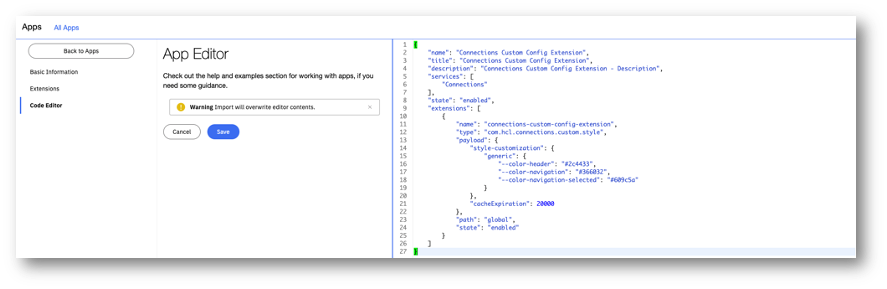 Apps All Apps
Back to Apps
Basic Information
Extensions
Code Editor
App Editor
Check out the help and examples section for working with apps, if you
need some guidance.
Warning Import will overwrite editor contents. ×
Cancel Save
1 {
2 "name": "Connections Custom Config Extension",
3 "title": "Connections Custom Config Extension",
4 "description": "Connections Custom Config Extension - Description",
5 "services": [
6 "Connections"
7 ],
8 "state": "enabled",
9 "extensions": [
10 {
11 "name": "connections-custom-config-extension",
12 "type": "com.hcl.connections.custom.style",
13 "payload": {
14 "style-customization": {
15 "generic": {
16 "--color-header": "#2c4433",
17 "--color-navigation": "#366032",
18 "--color-navigation-selected": "#609c5a"
19 }
20 },
21 "cacheExpiration": 20000
22 },
23 "path": "global",
24 "state": "enabled"
25 }
26 ]
27 }